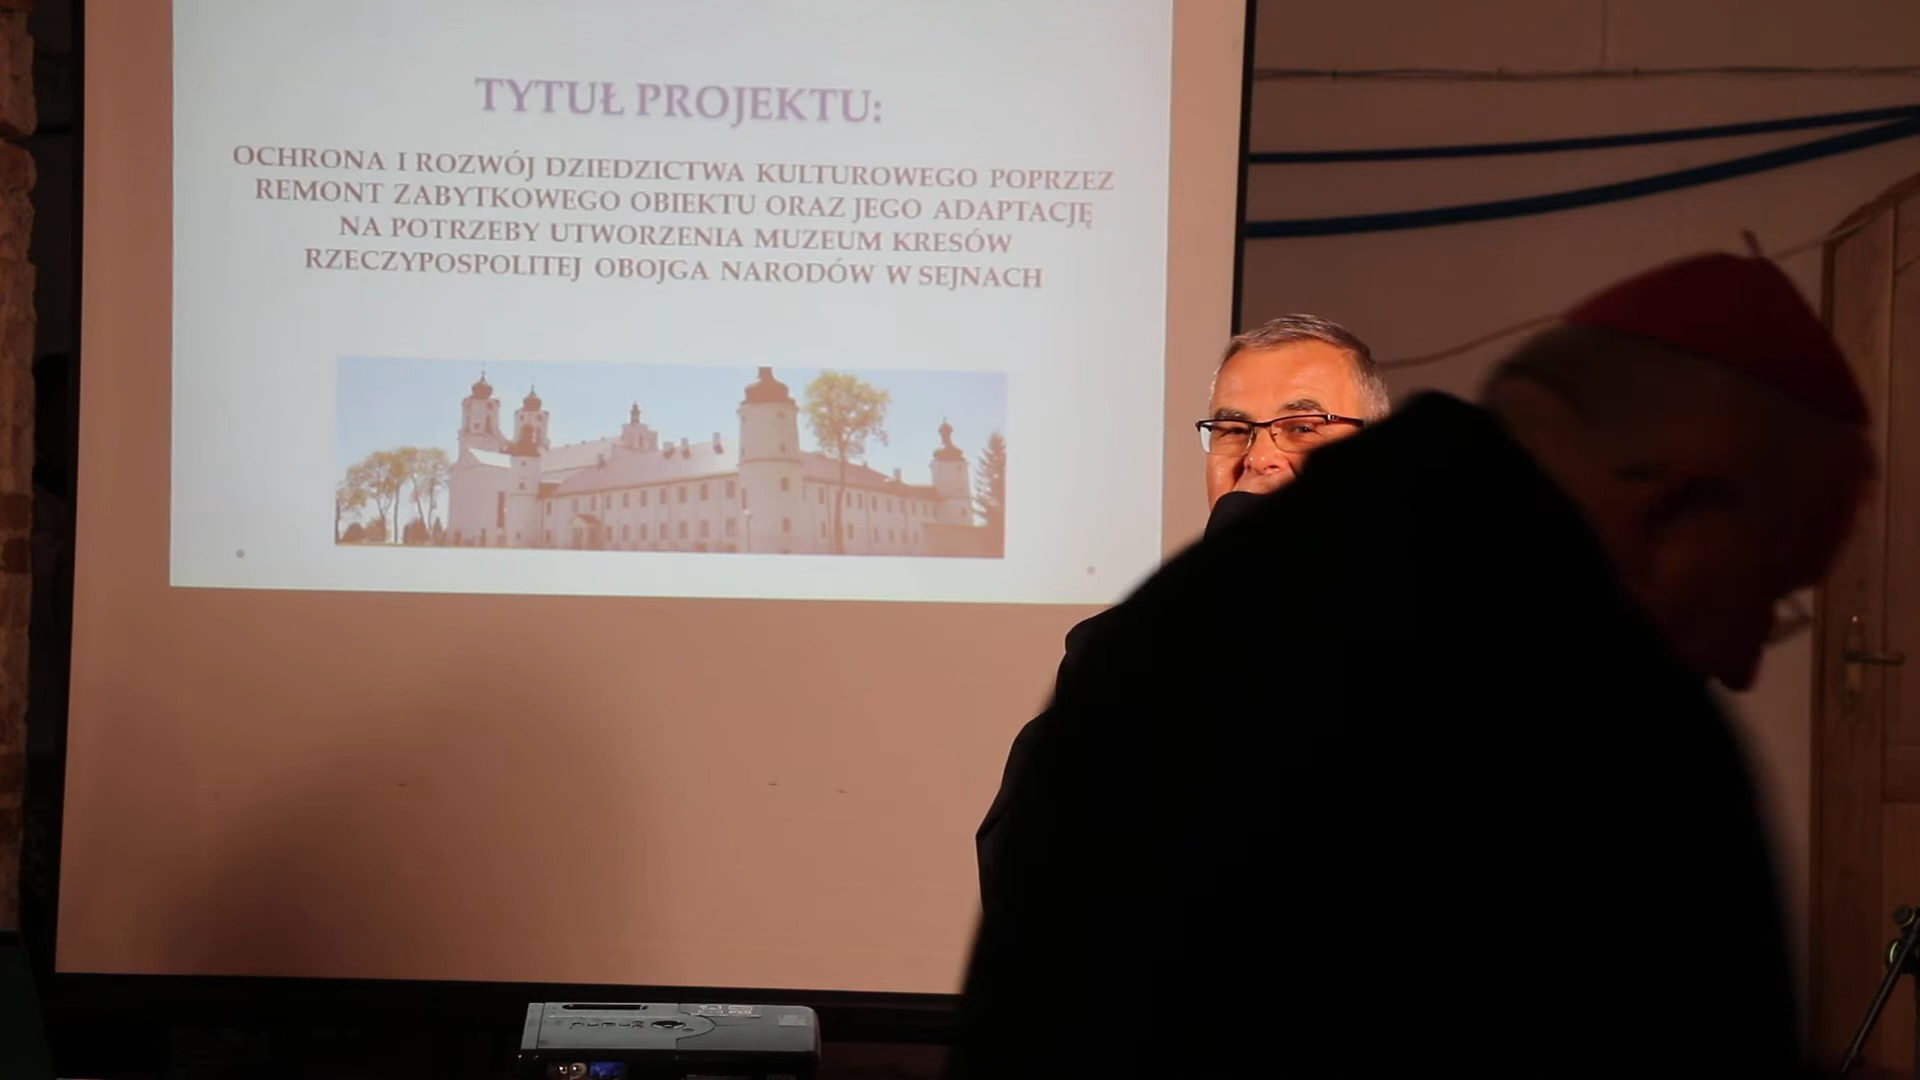 TYTUŁ PROJEKTU:
OCHRONA I ROZWÓJ DZIEDZICTWA KULTUROWEGO POPRZEZ
REMONT ZABYTKOWEGO OBIEKTU ORAZ JEGO ADAPTACJĘ
NA POTRZEBY UTWORZENIA MUZEUM KRESÓW
RZECZYPOSPOLITEJ OBOJGA NARODÓW W SEJNACH